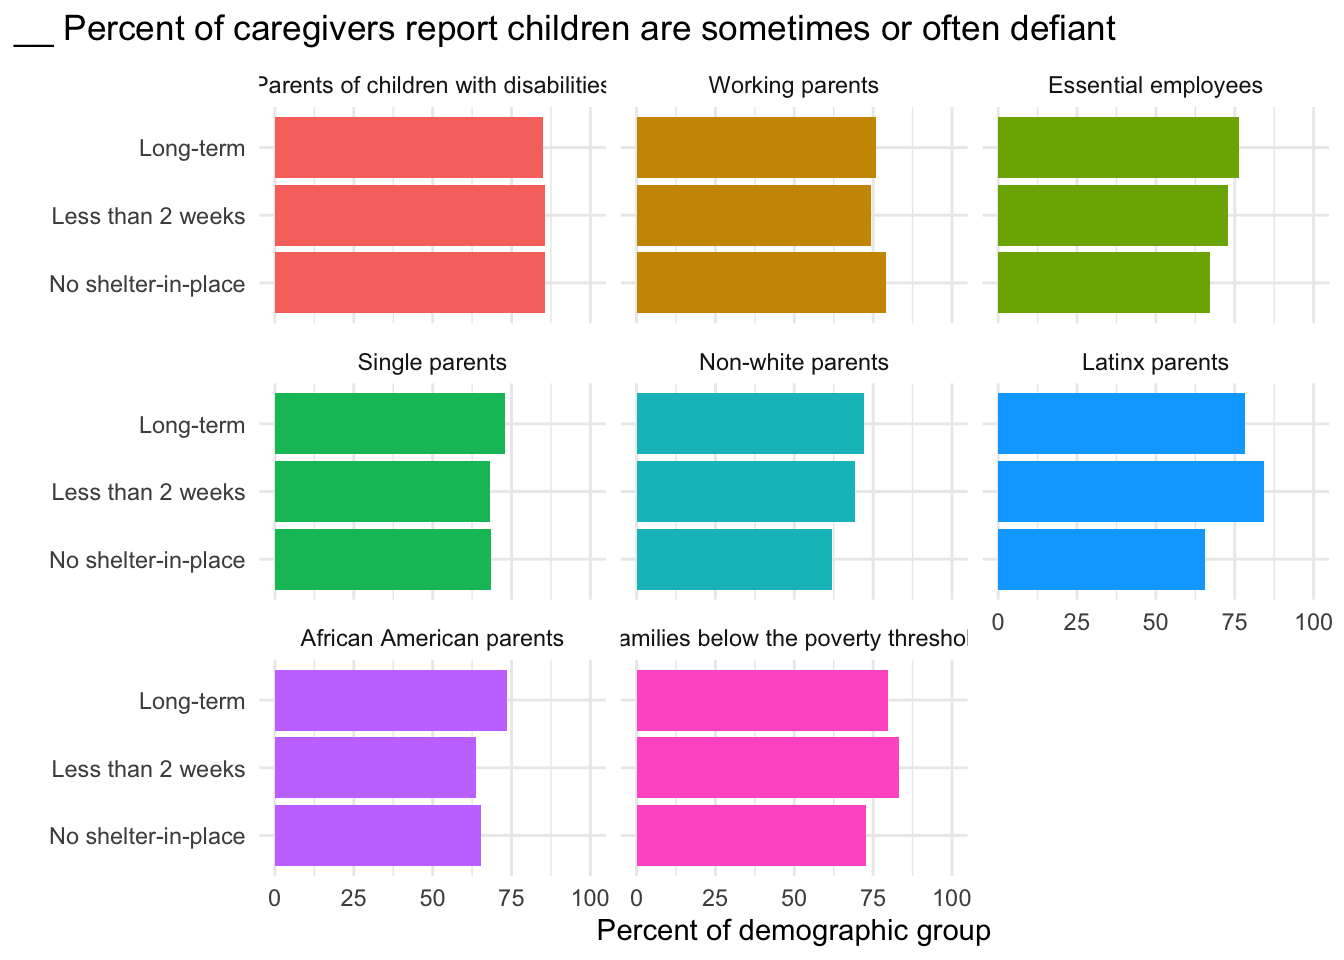 __ Percent of caregivers report children are sometimes or often defiant
Parents of children with disabilities
Working parents
Essential employees
Long-term
Less than 2 weeks
No shelter-in-place
Single parents
Non-white parents
Latinx parents
Long-term
Less than 2 weeks
No shelter-in-place
0 25 50 75 100
African American parents
amilies below the poverty threshol
Long-term
Less than 2 weeks
No shelter-in-place
0 25 50 75 100
0 25 50 75 100
Percent of demographic group